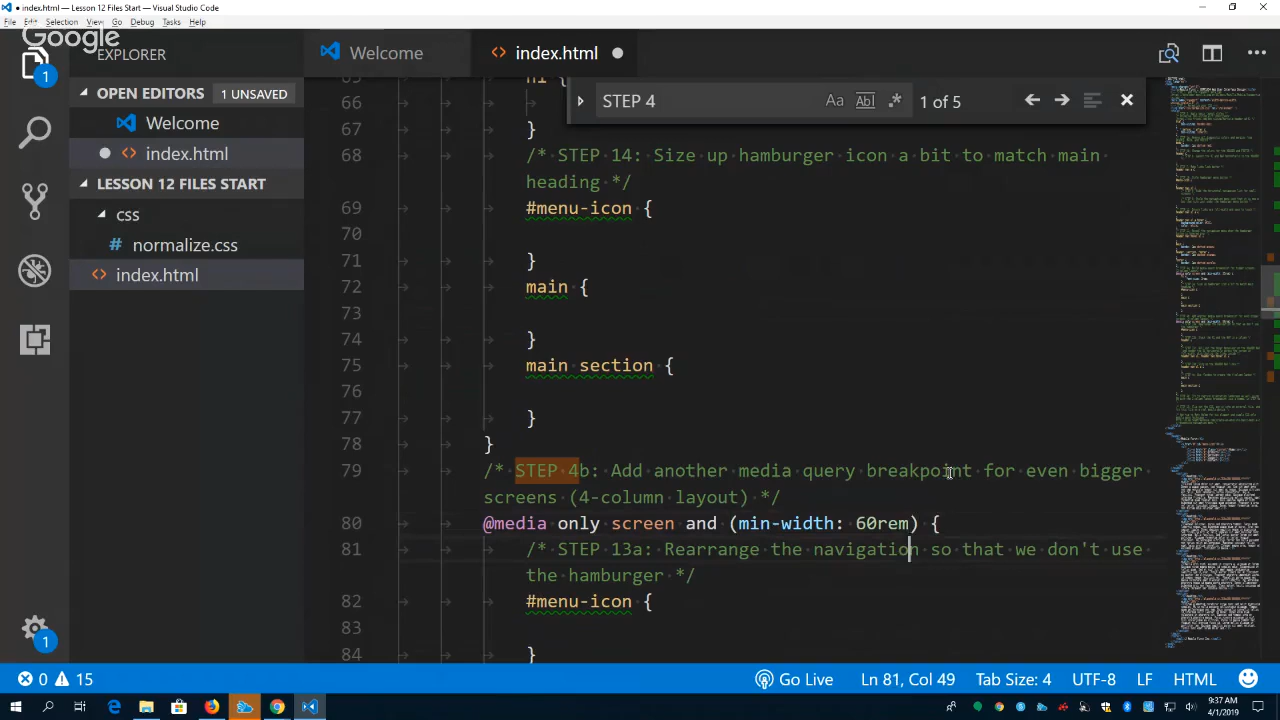 index.html - Lesson 12 Files Start - Visual Studio Code
File Edit Selection View Go Debug Tasks Help
Google
EXPLORER
Welcome
index.html
OPEN EDITORS 1 UNSAVED
Welcome
index.html
LESSON 12 FILES START
css
normalize.css
index.html
1
1
STEP 4
Aa Abl .* 1 of 5
65 h1 {
66
67 }
68 /* STEP 14: Size up hamburger icon a bit to match main
heading */
69 #menu-icon {
70
71 }
72 main {
73
74 }
75 main section {
76
77 }
78 }
79 /* STEP 4b: Add another media query breakpoint for even bigger
screens (4-column layout) */
80 @media only screen and (min-width: 60rem) {
81 /* STEP 13a: Rearrange the navigation so that we don't use
the hamburger */
82 #menu-icon {
83
84 }
0 15
Go Live Ln 81, Col 49 Tab Size: 4 UTF-8 LF HTML
9:37 AM
4/1/2019